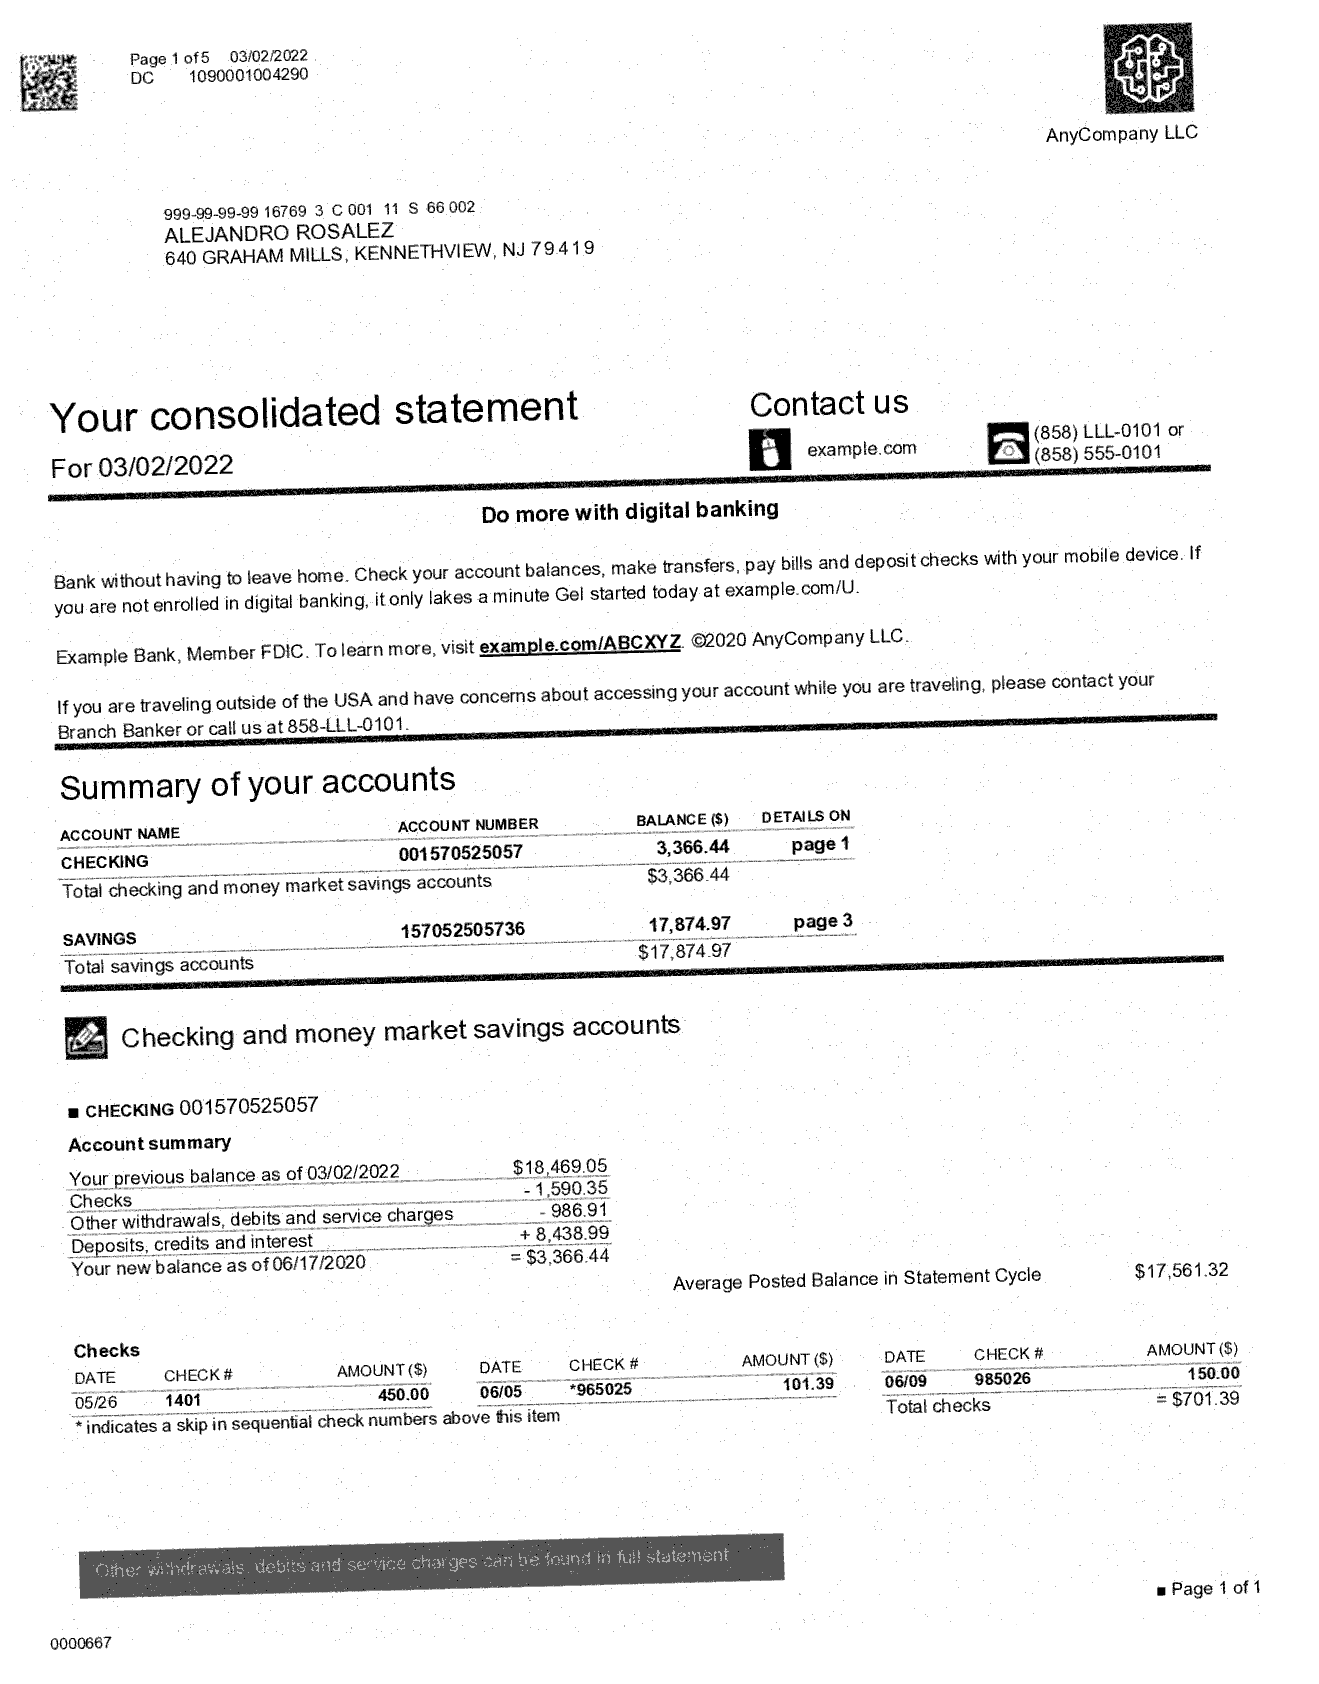 Page 1 of 5 03/02/2022
DC 1090001004290
AnyCompany LLC
999-99-99-99 16769 3 C 001 11 S 66 002
ALEJANDRO ROSALEZ
640 GRAHAM MILLS, KENNETHVIEW, NJ 79419
Your consolidated statement
For 03/02/2022
Contact us
example.com
(858) LLL-0101 or
(858) 555-0101
Do more with digital banking
Bank without having to leave home. Check your account balances, make transfers, pay bills and deposit checks with your mobile device. If
you are not enrolled in digital banking, it only lakes a minute Gel started today at example.com/U.
Example Bank, Member FDIC. To learn more, visit example.com/ABCXYZ. ©2020 AnyCompany LLC.
If you are traveling outside of the USA and have concerns about accessing your account while you are traveling, please contact your
Branch Banker or call us at 858-LLL-0101.
Summary of your accounts
ACCOUNT NAME ACCOUNT NUMBER BALANCE ($) DETAILS ON
CHECKING 001570525057 3,366.44 page 1
Total checking and money market savings accounts $3,366.44
SAVINGS 157052505736 17,874.97 page 3
Total savings accounts $17,874.97
Checking and money market savings accounts
■ CHECKING 001570525057
Account summary
Your previous balance as of 03/02/2022 $18,469.05
Checks - 1,590.35
Other withdrawals, debits and service charges - 986.91
Deposits, credits and interest + 8,438.99
Your new balance as of 06/17/2020 = $3,366.44
Average Posted Balance in Statement Cycle $17,561.32
Checks
DATE CHECK # AMOUNT ($) DATE CHECK # AMOUNT ($) DATE CHECK # AMOUNT ($)
05/26 1401 450.00 06/05 *965025 101.39 06/09 985026 150.00
* indicates a skip in sequential check numbers above this item Total checks = $701.39
Other withdrawals, debits and service charges can be found in full statement
■ Page 1 of 1
0000667